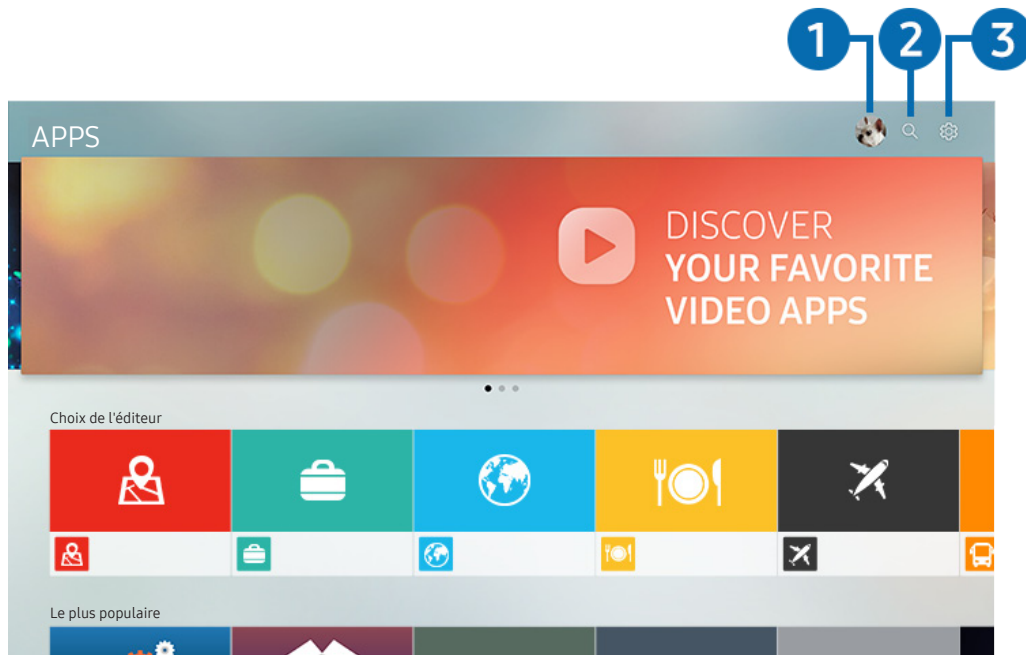 1 2 3
APPS
DISCOVER
YOUR FAVORITE
VIDEO APPS
Choix de l'éditeur
Le plus populaire